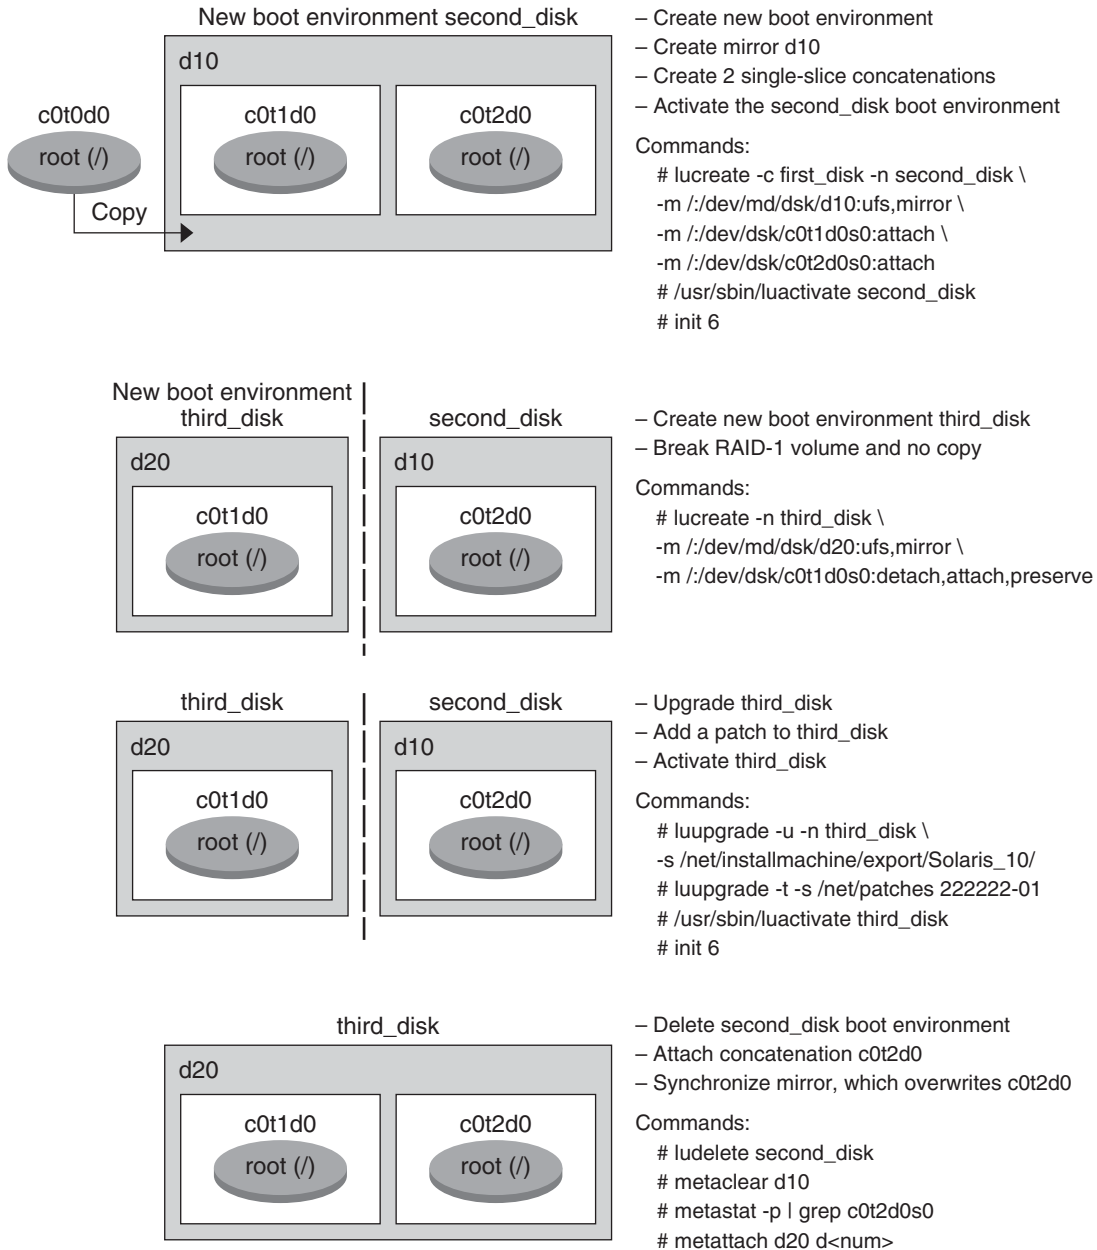 New boot environment second_disk
d10
c0t0d0
root (/)
Copy
c0t1d0
root (/)
c0t2d0
root (/)
– Create new boot environment
– Create mirror d10
– Create 2 single-slice concatenations
– Activate the second_disk boot environment
Commands:
# lucreate -c first_disk -n second_disk \
-m /:/dev/md/dsk/d10:ufs,mirror \
-m /:/dev/dsk/c0t1d0s0:attach \
-m /:/dev/dsk/c0t2d0s0:attach
# /usr/sbin/luactivate second_disk
# init 6
New boot environment
third_disk
d20
c0t1d0
root (/)
second_disk
d10
c0t2d0
root (/)
– Create new boot environment third_disk
– Break RAID-1 volume and no copy
Commands:
# lucreate -n third_disk \
-m /:/dev/md/dsk/d20:ufs,mirror \
-m /:/dev/dsk/c0t1d0s0:detach,attach,preserve
third_disk
d20
c0t1d0
root (/)
second_disk
d10
c0t2d0
root (/)
– Upgrade third_disk
– Add a patch to third_disk
– Activate third_disk
Commands:
# luupgrade -u -n third_disk \
-s /net/installmachine/export/Solaris_10/
# luupgrade -t -s /net/patches 222222-01
# /usr/sbin/luactivate third_disk
# init 6
third_disk
d20
c0t1d0
root (/)
c0t2d0
root (/)
– Delete second_disk boot environment
– Attach concatenation c0t2d0
– Synchronize mirror, which overwrites c0t2d0
Commands:
# ludelete second_disk
# metaclear d10
# metastat -p | grep c0t2d0s0
# metattach d20 d<num>